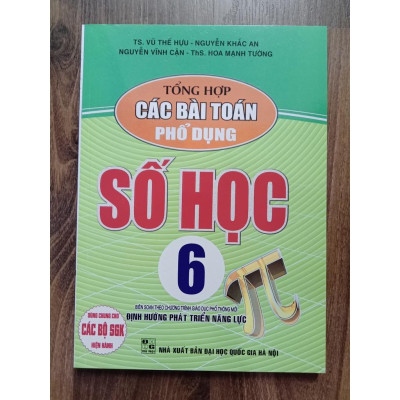 TS. VŨ THẾ HỰU - NGUYỄN KHẮC AN
NGUYỄN VĨNH CẬN - ThS. HOA MẠNH TƯỜNG
TỔNG HỢP
CÁC BÀI TOÁN
PHỔ DỤNG
SỐ HỌC
6
π
BIÊN SOẠN THEO CHƯƠNG TRÌNH GIÁO DỤC PHỔ THÔNG MỚI
ĐỊNH HƯỚNG PHÁT TRIỂN NĂNG LỰC
DÙNG CHUNG CHO
CÁC BỘ SGK
HIỆN HÀNH
NHÀ XUẤT BẢN ĐẠI HỌC QUỐC GIA HÀ NỘI